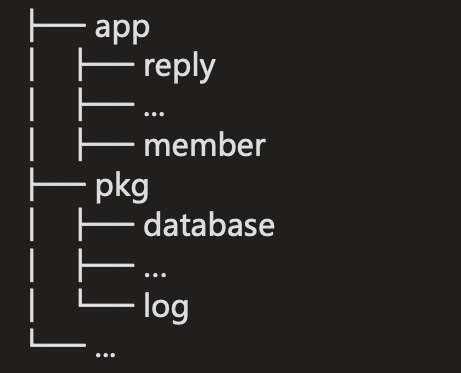 ├── app
│   ├── reply
│   ├── ...
│   ├── member
├── pkg
│   ├── database
│   ├── ...
│   └── log
└── ...